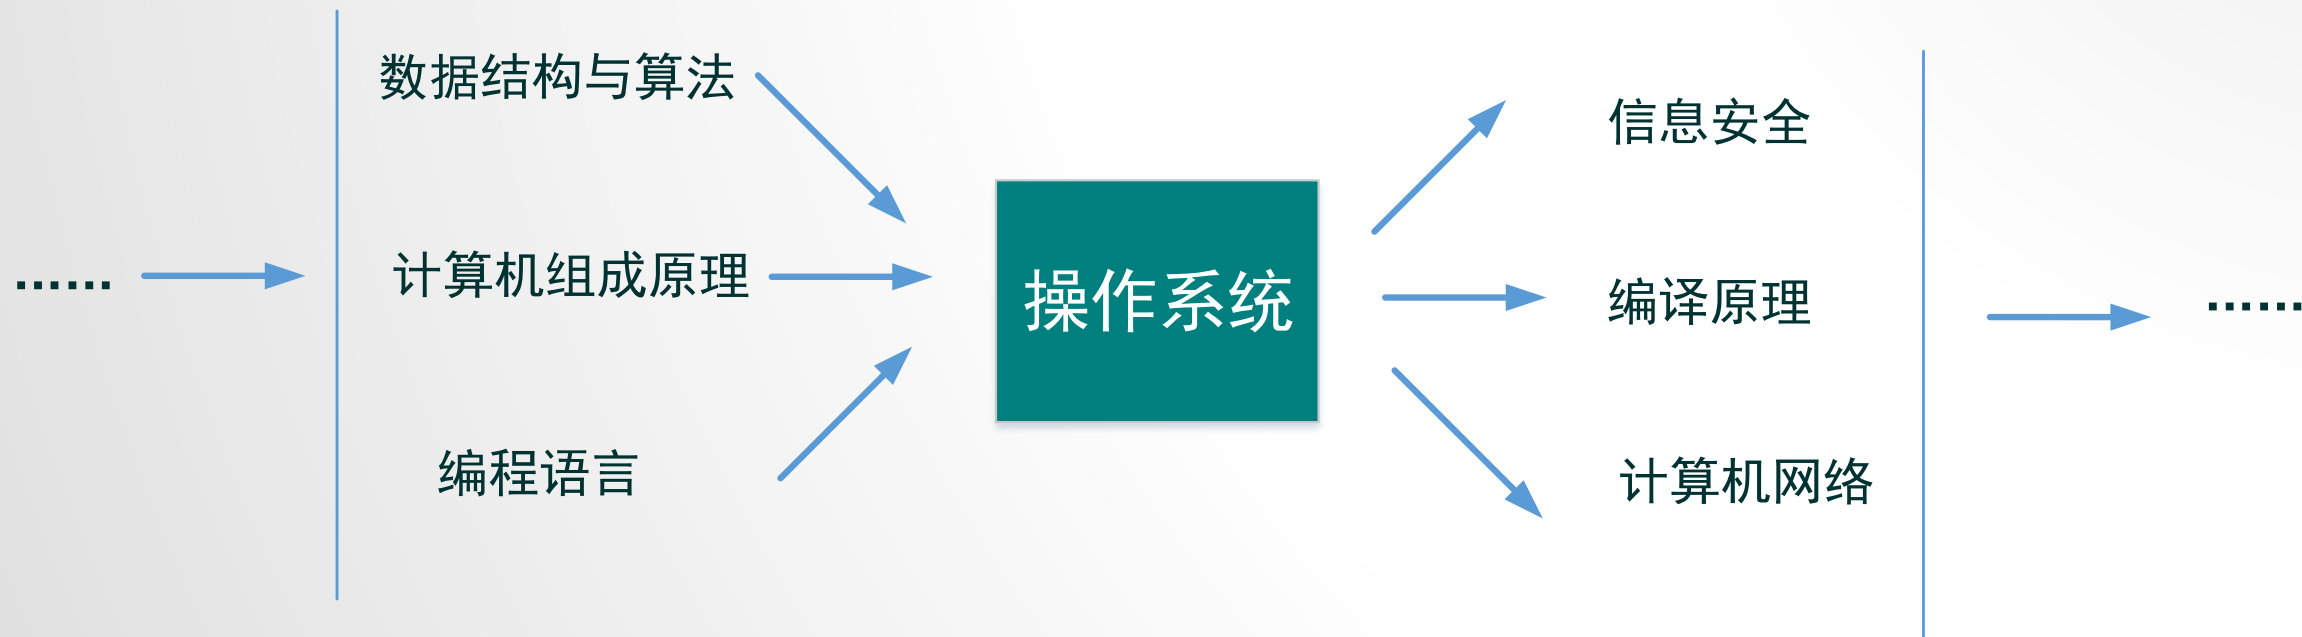 ……
数据结构与算法
计算机组成原理
编程语言
操作系统
信息安全
编译原理
计算机网络
……